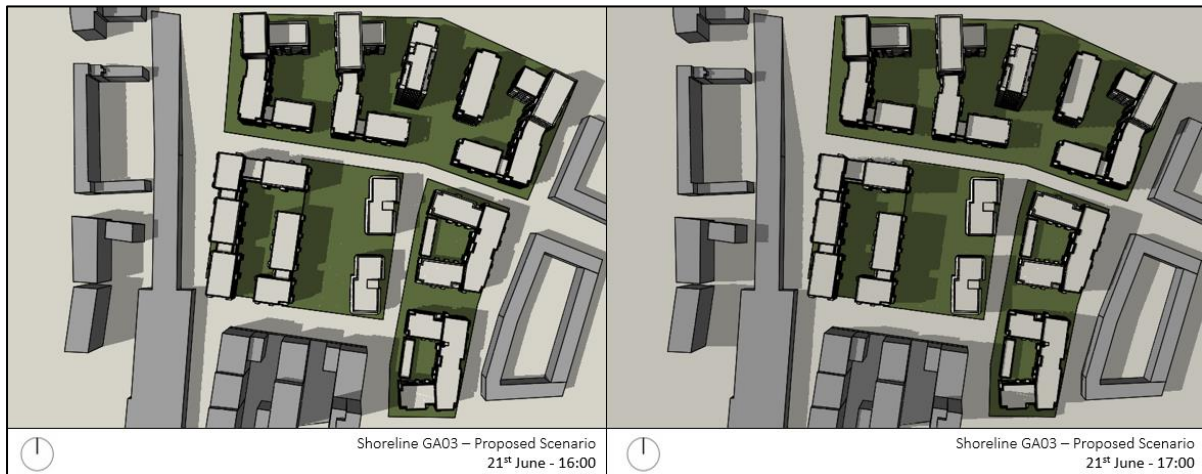 Shoreline GA03 – Proposed Scenario
21st June - 16:00
Shoreline GA03 – Proposed Scenario
21st June - 17:00